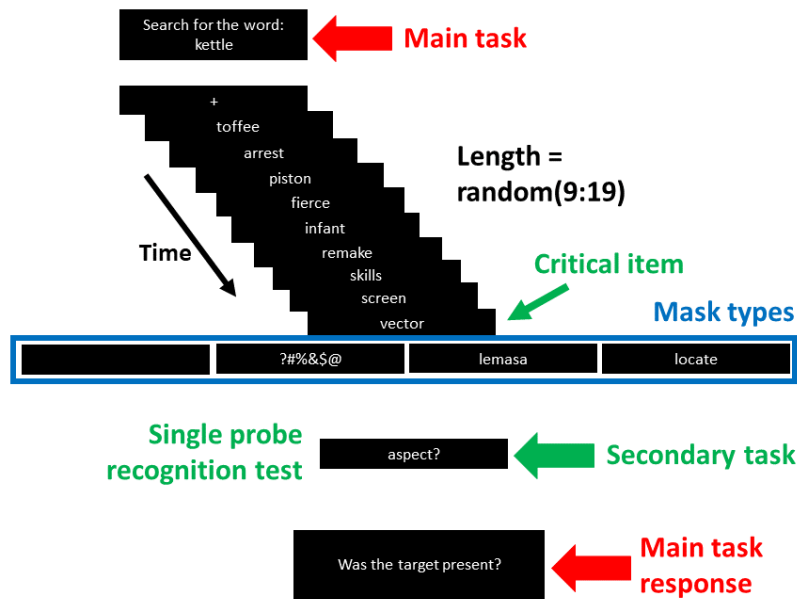 Search for the word:
kettle
Main task
+
toffee
arrest
piston
fierce
infant
remake
skills
screen
vector
Length =
random(9:19)
Time
Critical item
Mask types
?#%&$@
lemasa
locate
Single probe
recognition test
aspect?
Secondary task
Was the target present?
Main task
response